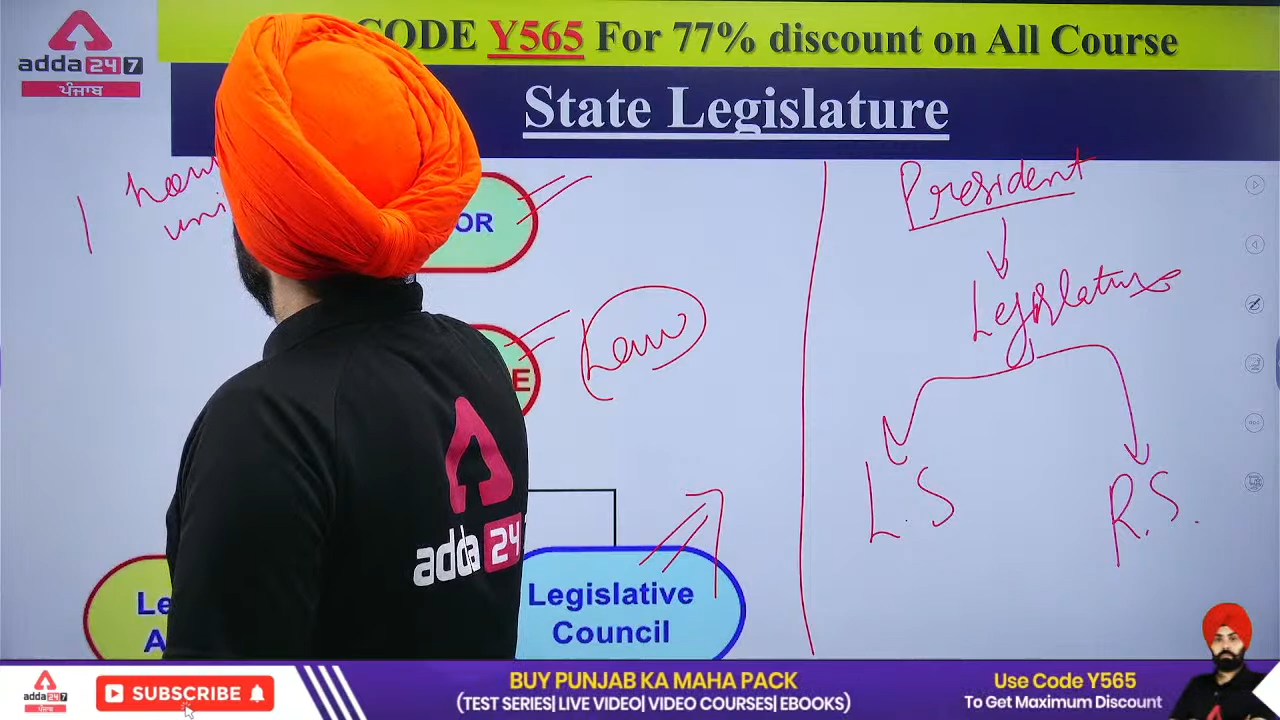 CODE Y565 For 77% discount on All Course
adda 247
ਪੰਜਾਬ
State Legislature
1
President
OR
Legislature
Law
E
L.S
R.S.
adda 24
Le
A
Legislative
Council
adda 247
ਪੰਜਾਬ
SUBSCRIBE
BUY PUNJAB KA MAHA PACK
(TEST SERIES| LIVE VIDEO| VIDEO COURSES| EBOOKS)
Use Code Y565
To Get Maximum Discount